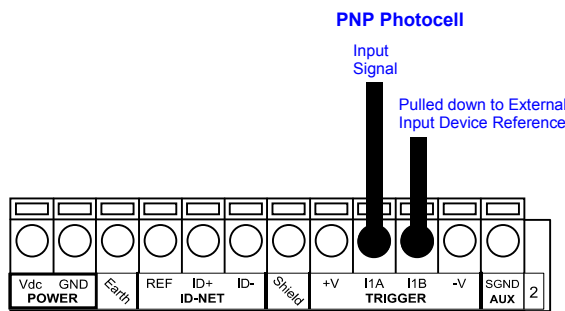 PNP Photocell
Input
Signal
Pulled down to External
Input Device Reference
Vdc GND Earth REF ID+ ID- Shield +V I1A I1B -V SGND 2
POWER ID-NET TRIGGER AUX